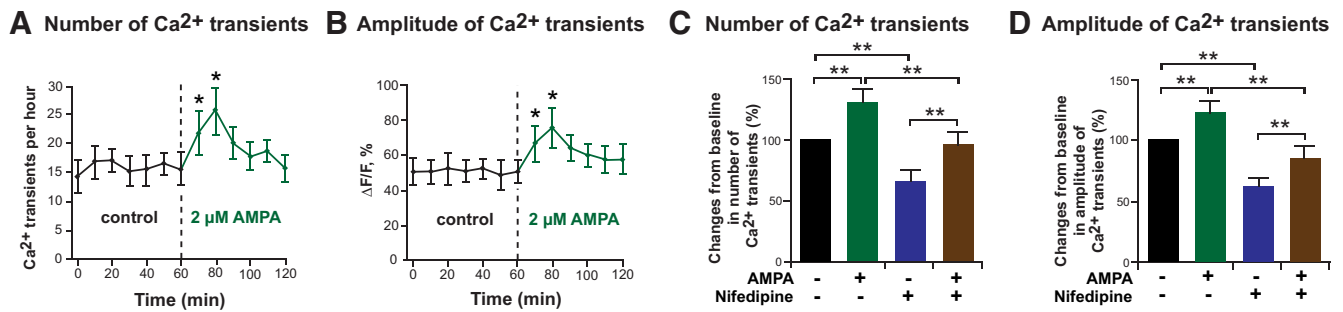 A Number of Ca2+ transients
Ca2+ transients per hour
30
25
20
15
10
5
0
* *
control
2 µM AMPA
0 20 40 60 80 100 120
Time (min)
B Amplitude of Ca2+ transients
ΔF/F, %
100
80
60
40
20
0
* *
control
2 µM AMPA
0 20 40 60 80 100 120
Time (min)
C Number of Ca2+ transients
Changes from baseline
in number of
Ca2+ transients (%)
150
100
50
0
**
** **
**
AMPA - + - +
Nifedipine - - + +
D Amplitude of Ca2+ transients
Changes from baseline
in amplitude of
Ca2+ transients (%)
150
100
50
0
**
** **
**
AMPA - + - +
Nifedipine - - + +